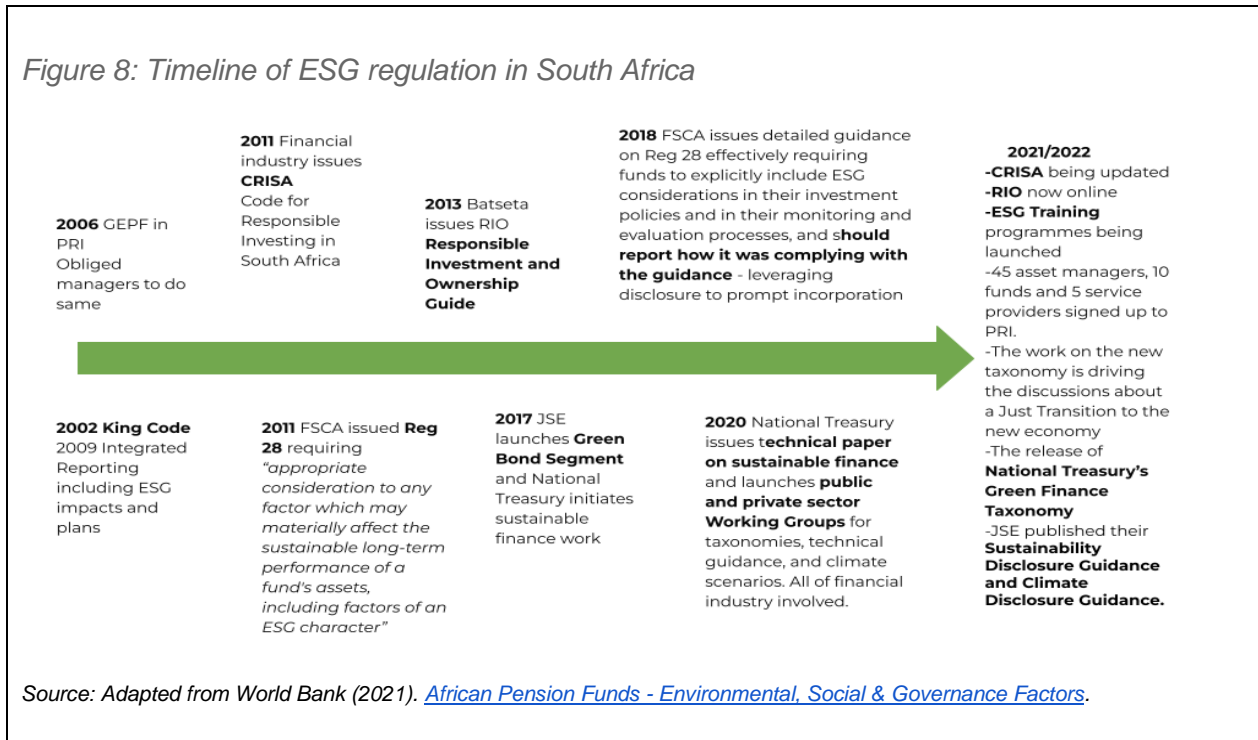 Figure 8: Timeline of ESG regulation in South Africa
2006 GEPF in
PRI
Obliged
managers to do
same
2011 Financial
industry issues
CRISA
Code for
Responsible
Investing in
South Africa
2013 Batseta
issues RIO
Responsible
Investment and
Ownership
Guide
2018 FSCA issues detailed guidance
on Reg 28 effectively requiring
funds to explicitly include ESG
considerations in their investment
policies and in their monitoring and
evaluation processes, and should
report how it was complying with
the guidance - leveraging
disclosure to prompt incorporation
2021/2022
-CRISA being updated
-RIO now online
-ESG Training
programmes being
launched
-45 asset managers, 10
funds and 5 service
providers signed up to
PRI.
-The work on the new
taxonomy is driving
the discussions about
a Just Transition to the
new economy
-The release of
National Treasury's
Green Finance
Taxonomy
-JSE published their
Sustainability
Disclosure Guidance
and Climate
Disclosure Guidance.
2002 King Code
2009 Integrated
Reporting
including ESG
impacts and
plans
2011 FSCA issued Reg
28 requiring
"appropriate
consideration to any
factor which may
materially affect the
sustainable long-term
performance of a
fund's assets,
including factors of an
ESG character"
2017 JSE
launches Green
Bond Segment
and National
Treasury initiates
sustainable
finance work
2020 National Treasury
issues technical paper
on sustainable finance
and launches public
and private sector
Working Groups for
taxonomies, technical
guidance, and climate
scenarios. All of financial
industry involved.
Source: Adapted from World Bank (2021). African Pension Funds - Environmental, Social & Governance Factors.